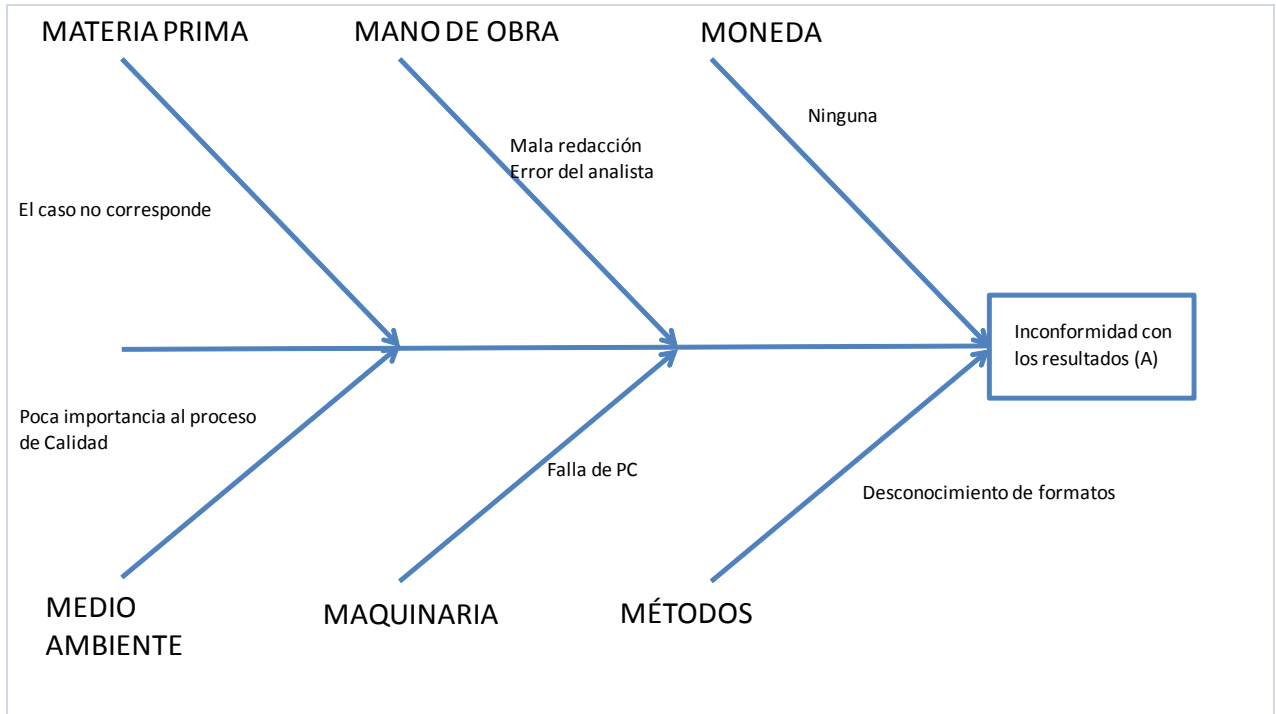 MATERIA PRIMA
MANO DE OBRA
MONEDA
Ninguna
Mala redacción
Error del analista
El caso no corresponde
Inconformidad con
los resultados (A)
Poca importancia al proceso
de Calidad
Falla de PC
Desconocimiento de formatos
MEDIO
AMBIENTE
MAQUINARIA
MÉTODOS